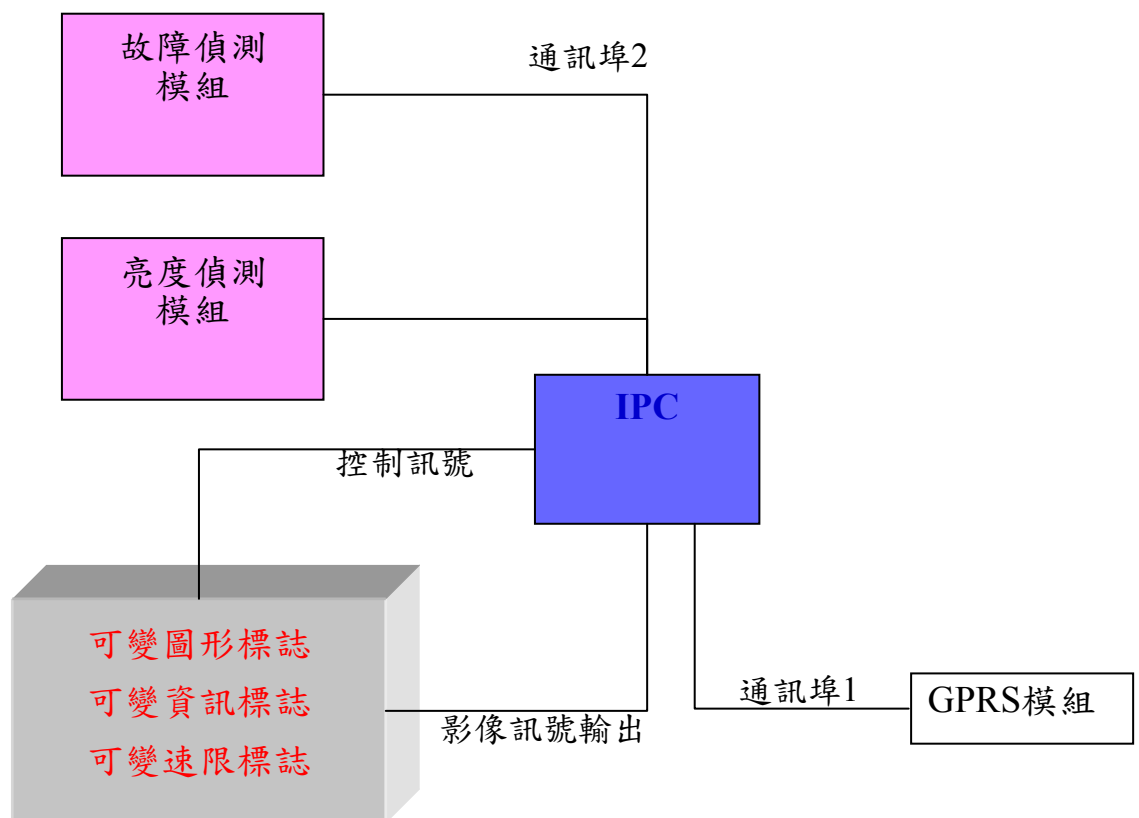 故障偵測
模組
通訊埠2
亮度偵測
模組
IPC
控制訊號
可變圖形標誌
可變資訊標誌
可變速限標誌
影像訊號輸出
通訊埠1
GPRS模組